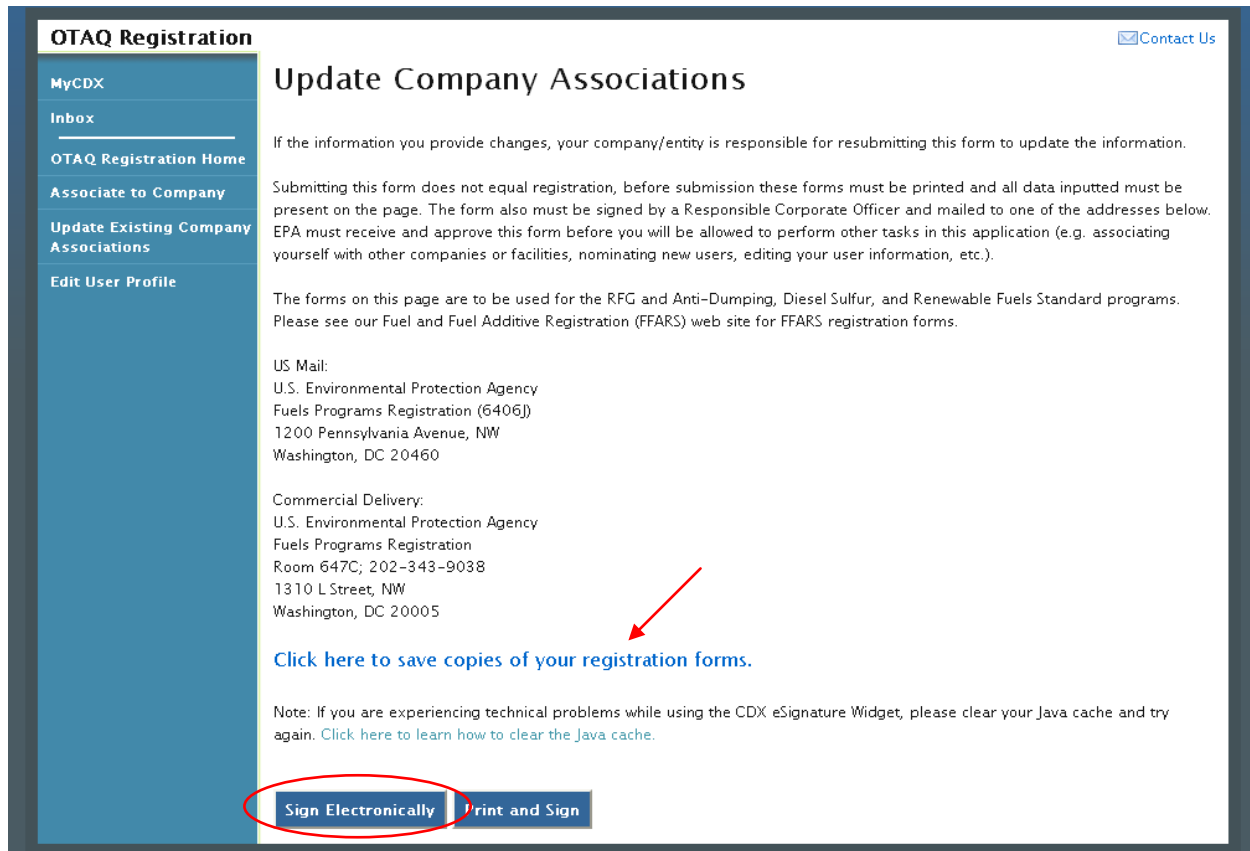 OTAQ Registration
Contact Us
MyCDX
Inbox
OTAQ Registration Home
Associate to Company
Update Existing Company
Associations
Edit User Profile
Update Company Associations
If the information you provide changes, your company/entity is responsible for resubmitting this form to update the information.
Submitting this form does not equal registration, before submission these forms must be printed and all data inputted must be
present on the page. The form also must be signed by a Responsible Corporate Officer and mailed to one of the addresses below.
EPA must receive and approve this form before you will be allowed to perform other tasks in this application (e.g. associating
yourself with other companies or facilities, nominating new users, editing your user information, etc.).
The forms on this page are to be used for the RFG and Anti-Dumping, Diesel Sulfur, and Renewable Fuels Standard programs.
Please see our Fuel and Fuel Additive Registration (FFARS) web site for FFARS registration forms.
US Mail:
U.S. Environmental Protection Agency
Fuels Programs Registration (6406J)
1200 Pennsylvania Avenue, NW
Washington, DC 20460
Commercial Delivery:
U.S. Environmental Protection Agency
Fuels Programs Registration
Room 647C; 202-343-9038
1310 L Street, NW
Washington, DC 20005
Click here to save copies of your registration forms.
Note: If you are experiencing technical problems while using the CDX eSignature Widget, please clear your Java cache and try
again. Click here to learn how to clear the Java cache.
Sign Electronically
Print and Sign